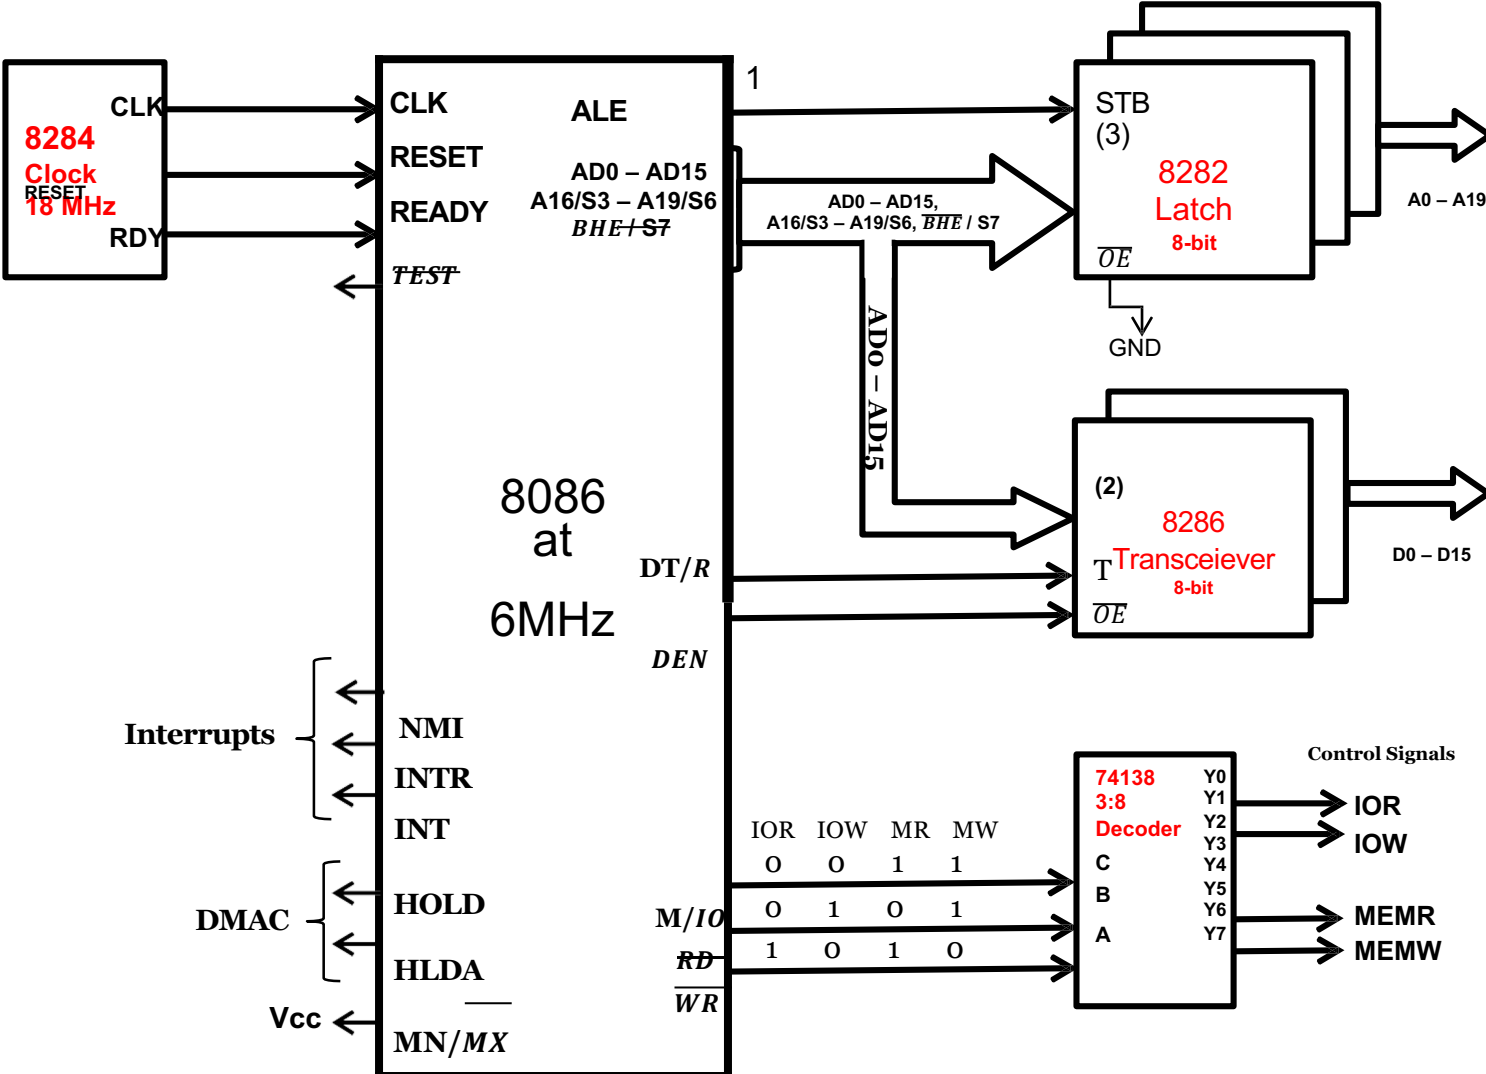 CLK
8284
Clock
RESET
18 MHz
RDY
CLK
RESET
READY
TEST
ALE
AD0 – AD15
A16/S3 – A19/S6
BHE / S7
1
AD0 – AD15,
A16/S3 – A19/S6, BHE / S7
AD0 – AD15
STB
(3)
8282
Latch
8-bit
OE
GND
A0 – A19
8086
at
6MHz
(2)
8286
T Transceiever
8-bit
OE
D0 – D15
DT/R
DEN
Interrupts
NMI
INTR
INT
DMAC
HOLD
HLDA
Vcc
MN/MX
M/IO
RD
WR
IOR IOW MR MW
0 0 1 1
0 1 0 1
1 0 1 0
74138
3:8
Decoder
C
B
A
Y0
Y1
Y2
Y3
Y4
Y5
Y6
Y7
Control Signals
IOR
IOW
MEMR
MEMW